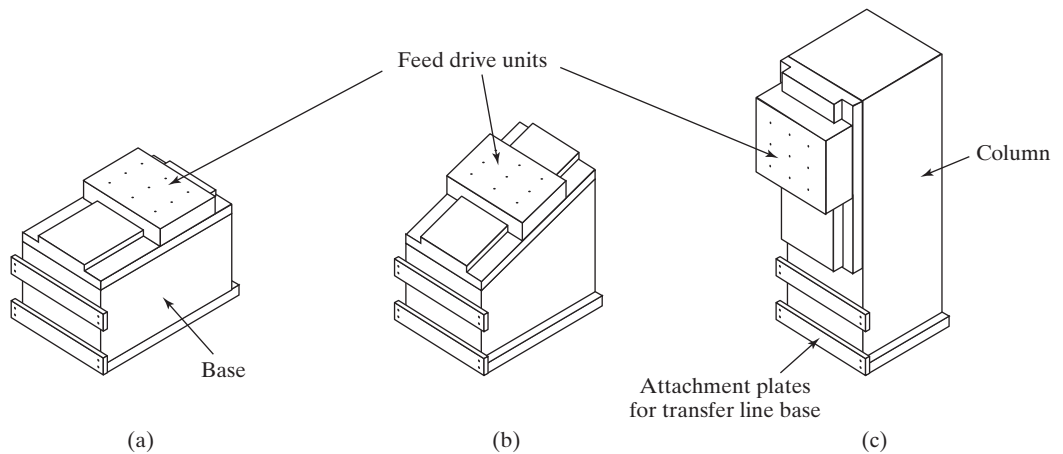 Feed drive units
Column
Base
Attachment plates
for transfer line base
(a)
(b)
(c)